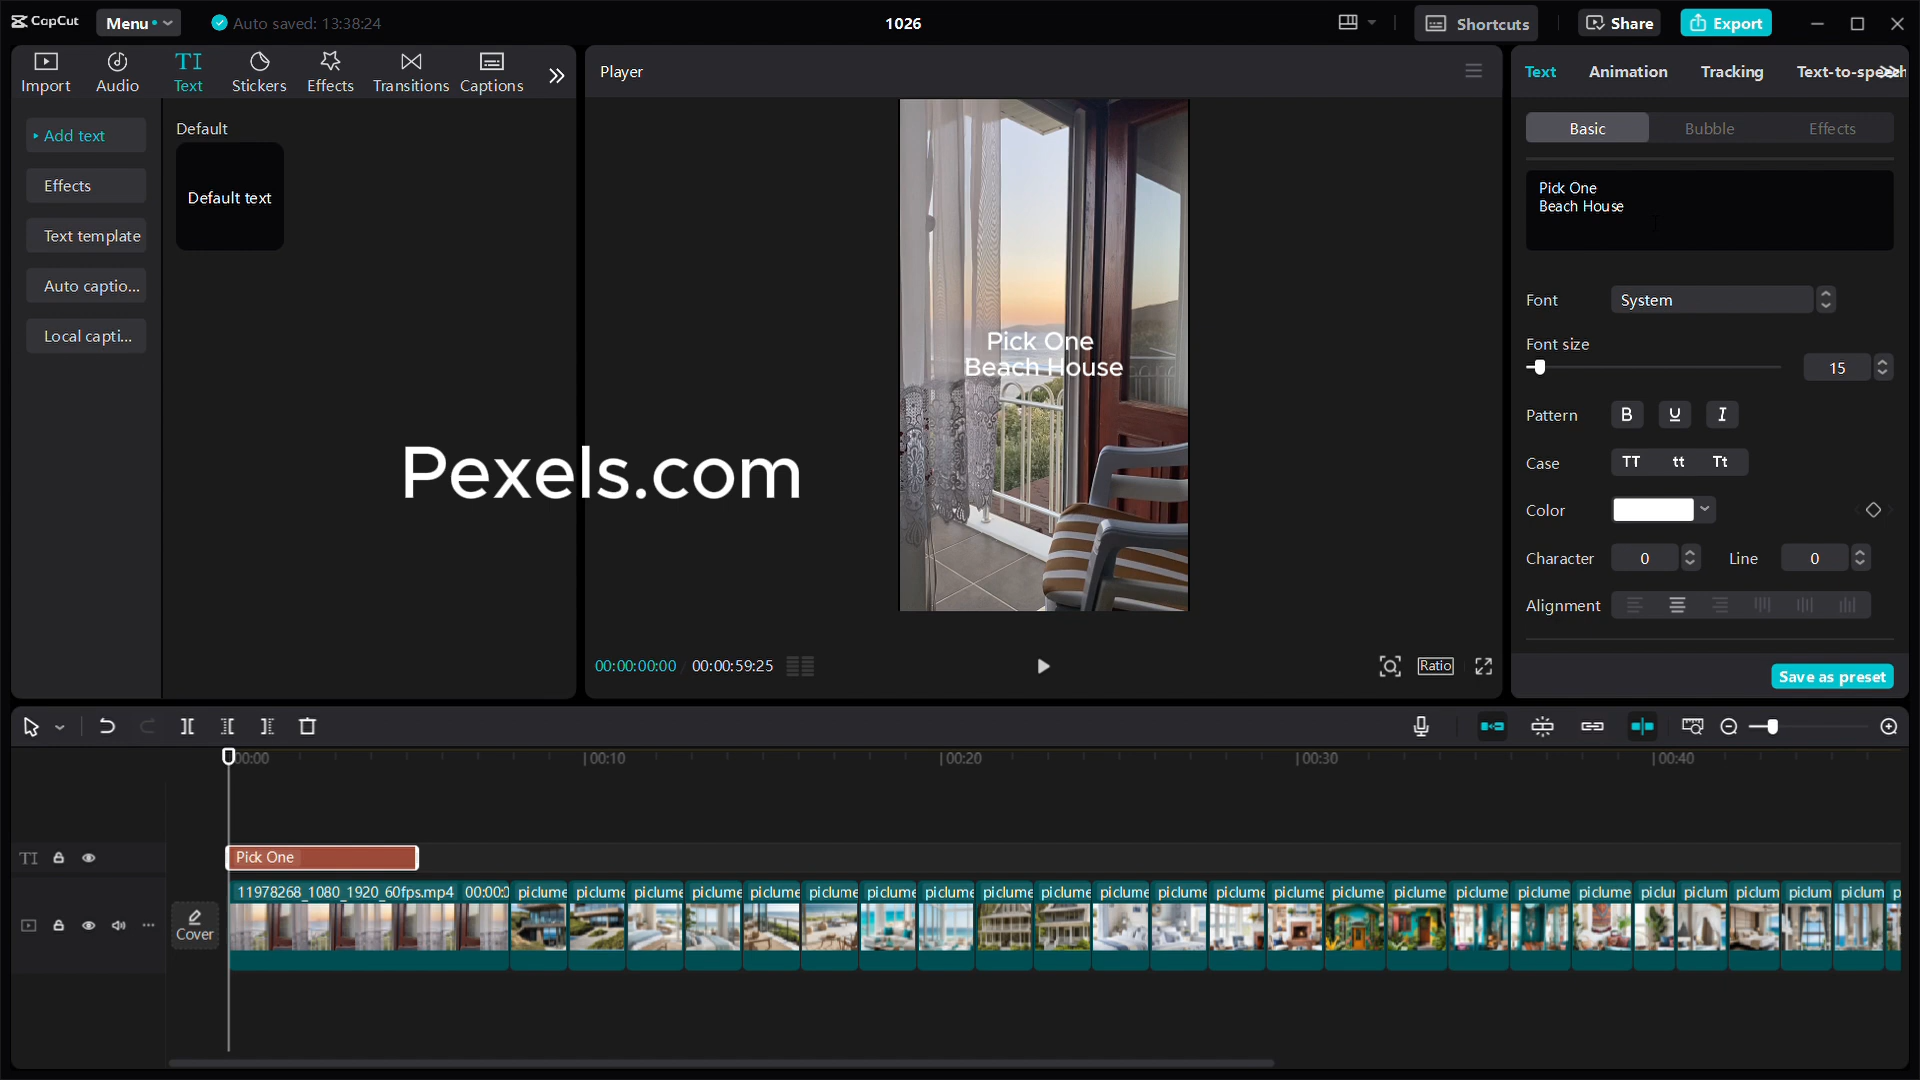 CapCut
Menu
Auto saved: 13:38:24
1026
Shortcuts
Share
Export
Import
Audio
Text
Stickers
Effects
Transitions
Captions
Add text
Effects
Text template
Auto captio...
Local capti...
Default
Default text
Player
Pick One
Beach House
Pexels.com
00:00:00:00
00:00:59:25
Ratio
Text
Animation
Tracking
Text-to-speech
Basic
Bubble
Effects
Pick One
Beach House
Font
System
Font size
15
Pattern
B
U
I
Case
TT
tt
Tt
Color
Character
0
Line
0
Alignment
Save as preset
00:00
00:10
00:20
00:30
00:40
TI
Pick One
Cover
11978268_1080_1920_60fps.mp4 00:00:0
piclume piclume piclume piclume piclume piclume piclume piclume piclume piclume piclume piclume piclume piclume piclume piclume piclume piclume piclume piclur piclum piclum piclum piclum p